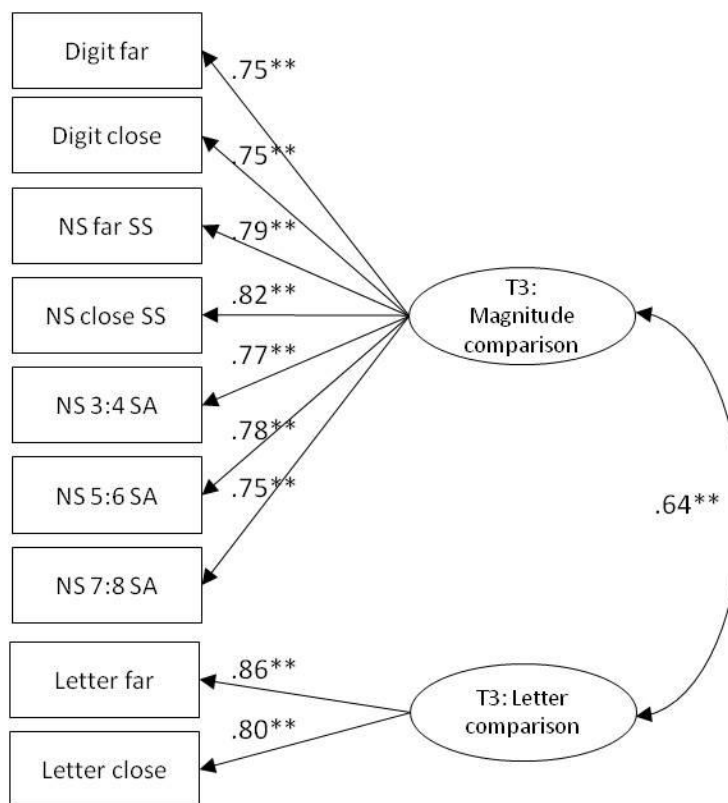 Digit far
.75**
Digit close
.75**
NS far SS
.79**
NS close SS
.82**
T3:
Magnitude
comparison
NS 3:4 SA
.77**
NS 5:6 SA
.78**
.75**
.64**
NS 7:8 SA
Letter far
.86**
T3: Letter
comparison
.80**
Letter close